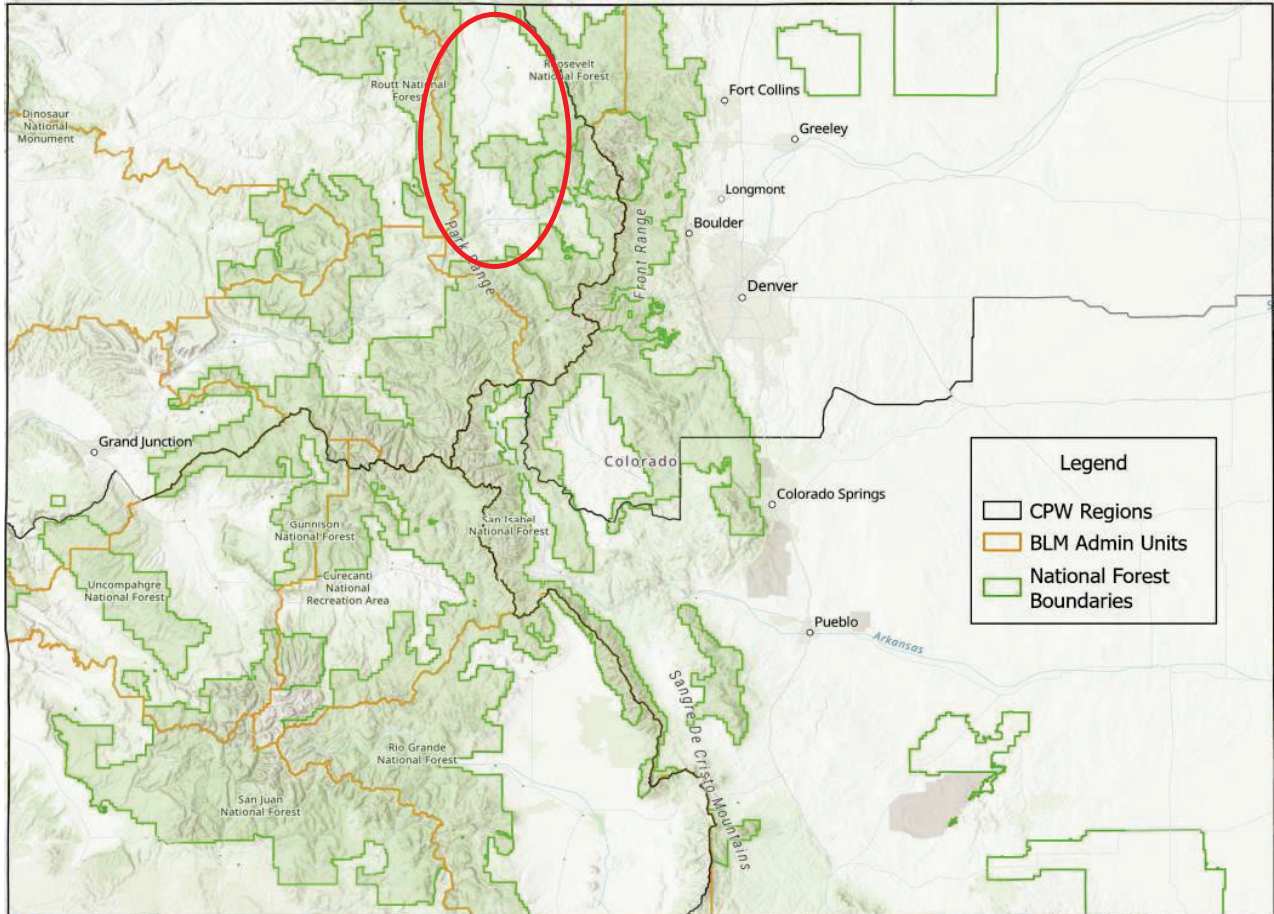 Roosevelt
National Forest
Routt National
Forest
Fort Collins
Dinosaur
National
Monument
Greeley
Longmont
Boulder
Park Range
Front Range
Denver
Grand Junction
Colorado
Legend
CPW Regions
BLM Admin Units
National Forest
Boundaries
Colorado Springs
San Isabel
National Forest
Gunnison
National Forest
Curecanti
National
Recreation Area
Uncompahgre
National Forest
Pueblo
Arkansas
Sangre De Cristo Mountains
Rio Grande
National Forest
San Juan
National Forest